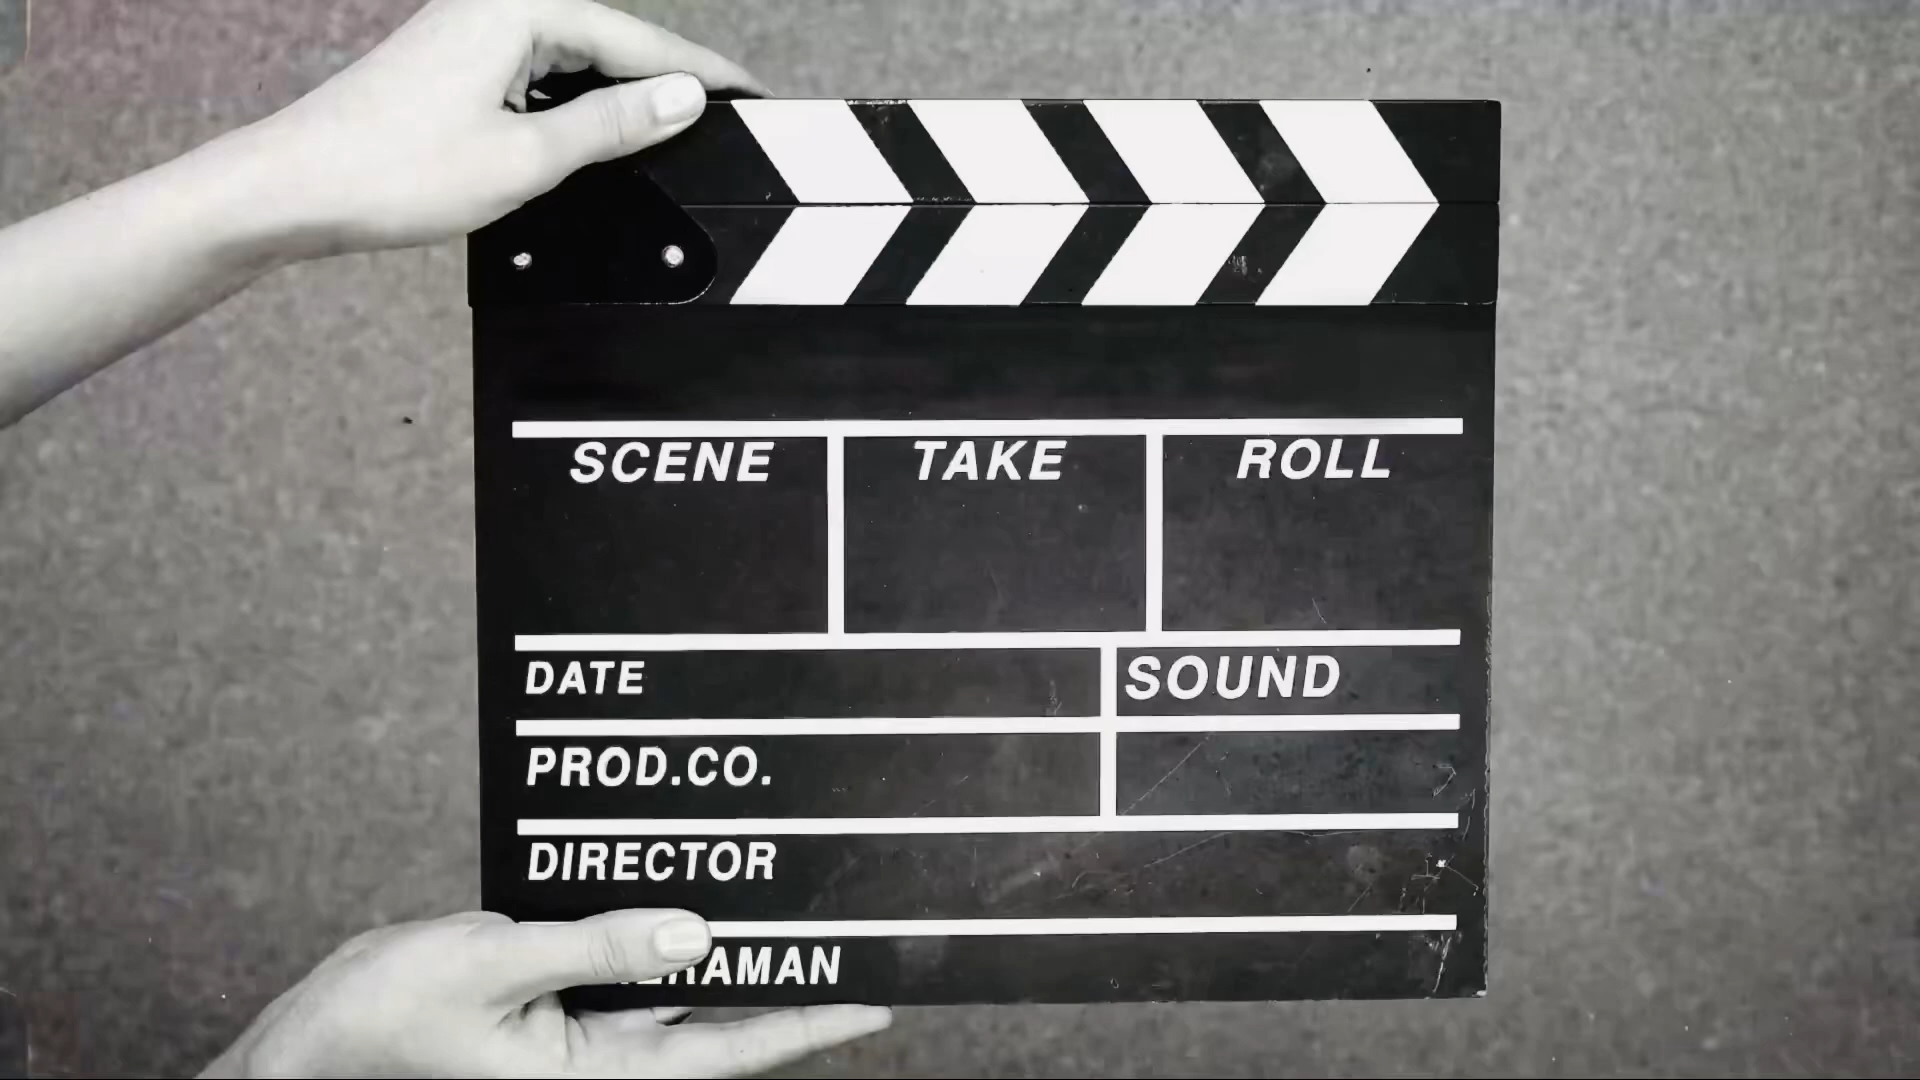 SCENE TAKE ROLL
DATE SOUND
PROD.CO.
DIRECTOR